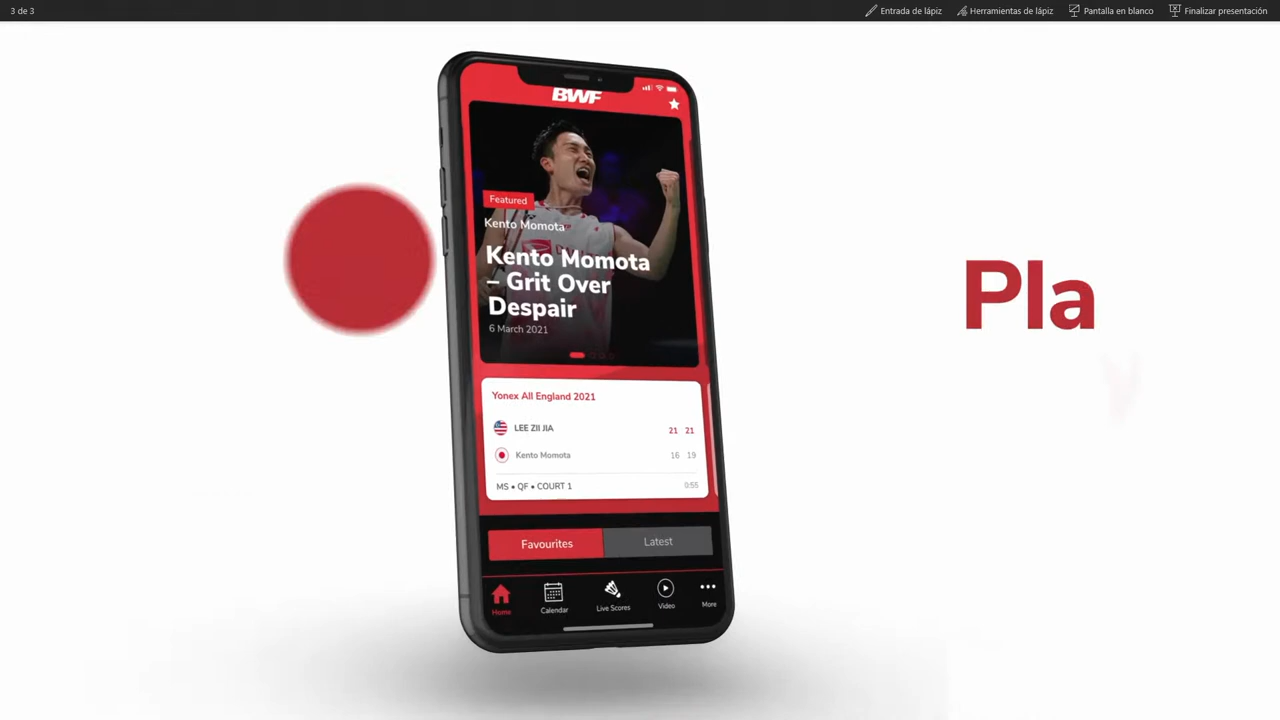 3 de 3
Entrada de lápiz
Herramientas de lápiz
Pantalla en blanco
Finalizar presentación
BWF
Featured
Kento Momota
Kento Momota
– Grit Over
Despair
6 March 2021
Yonex All England 2021
LEE ZII JIA 21 21
Kento Momota 16 19
MS • QF • COURT 1 0:55
Favourites
Latest
Home
Calendar
Live Scores
Video
More
Pla